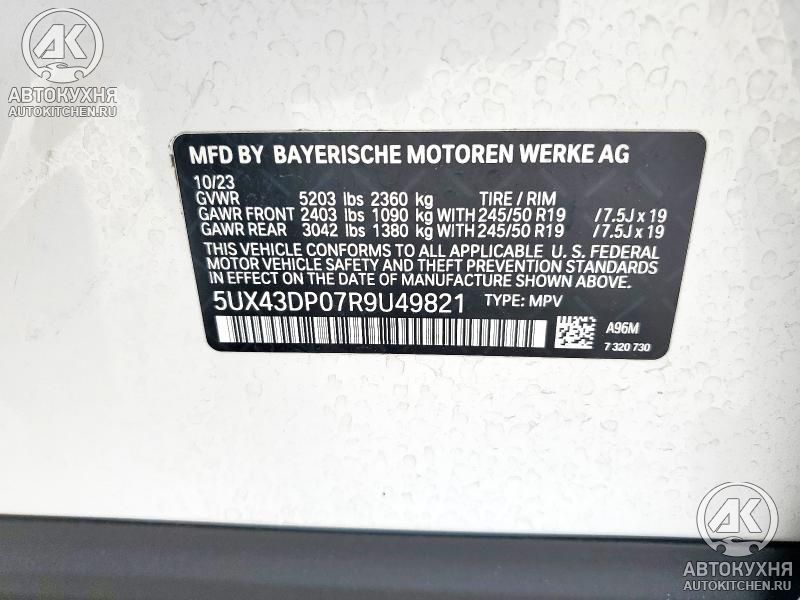 AK
АВТОКУХНЯ
AUTOKITCHEN.RU
MFD BY BAYERISCHE MOTOREN WERKE AG
10/23
GVWR 5203 lbs 2360 kg TIRE / RIM
GAWR FRONT 2403 lbs 1090 kg WITH 245/50 R19 /7.5J x 19
GAWR REAR 3042 lbs 1380 kg WITH 245/50 R19 /7.5J x 19
THIS VEHICLE CONFORMS TO ALL APPLICABLE U. S. FEDERAL
MOTOR VEHICLE SAFETY AND THEFT PREVENTION STANDARDS
IN EFFECT ON THE DATE OF MANUFACTURE SHOWN ABOVE.
5UX43DP07R9U49821 TYPE: MPV
A96M
7 320 730
AK
АВТОКУХНЯ
AUTOKITCHEN.RU